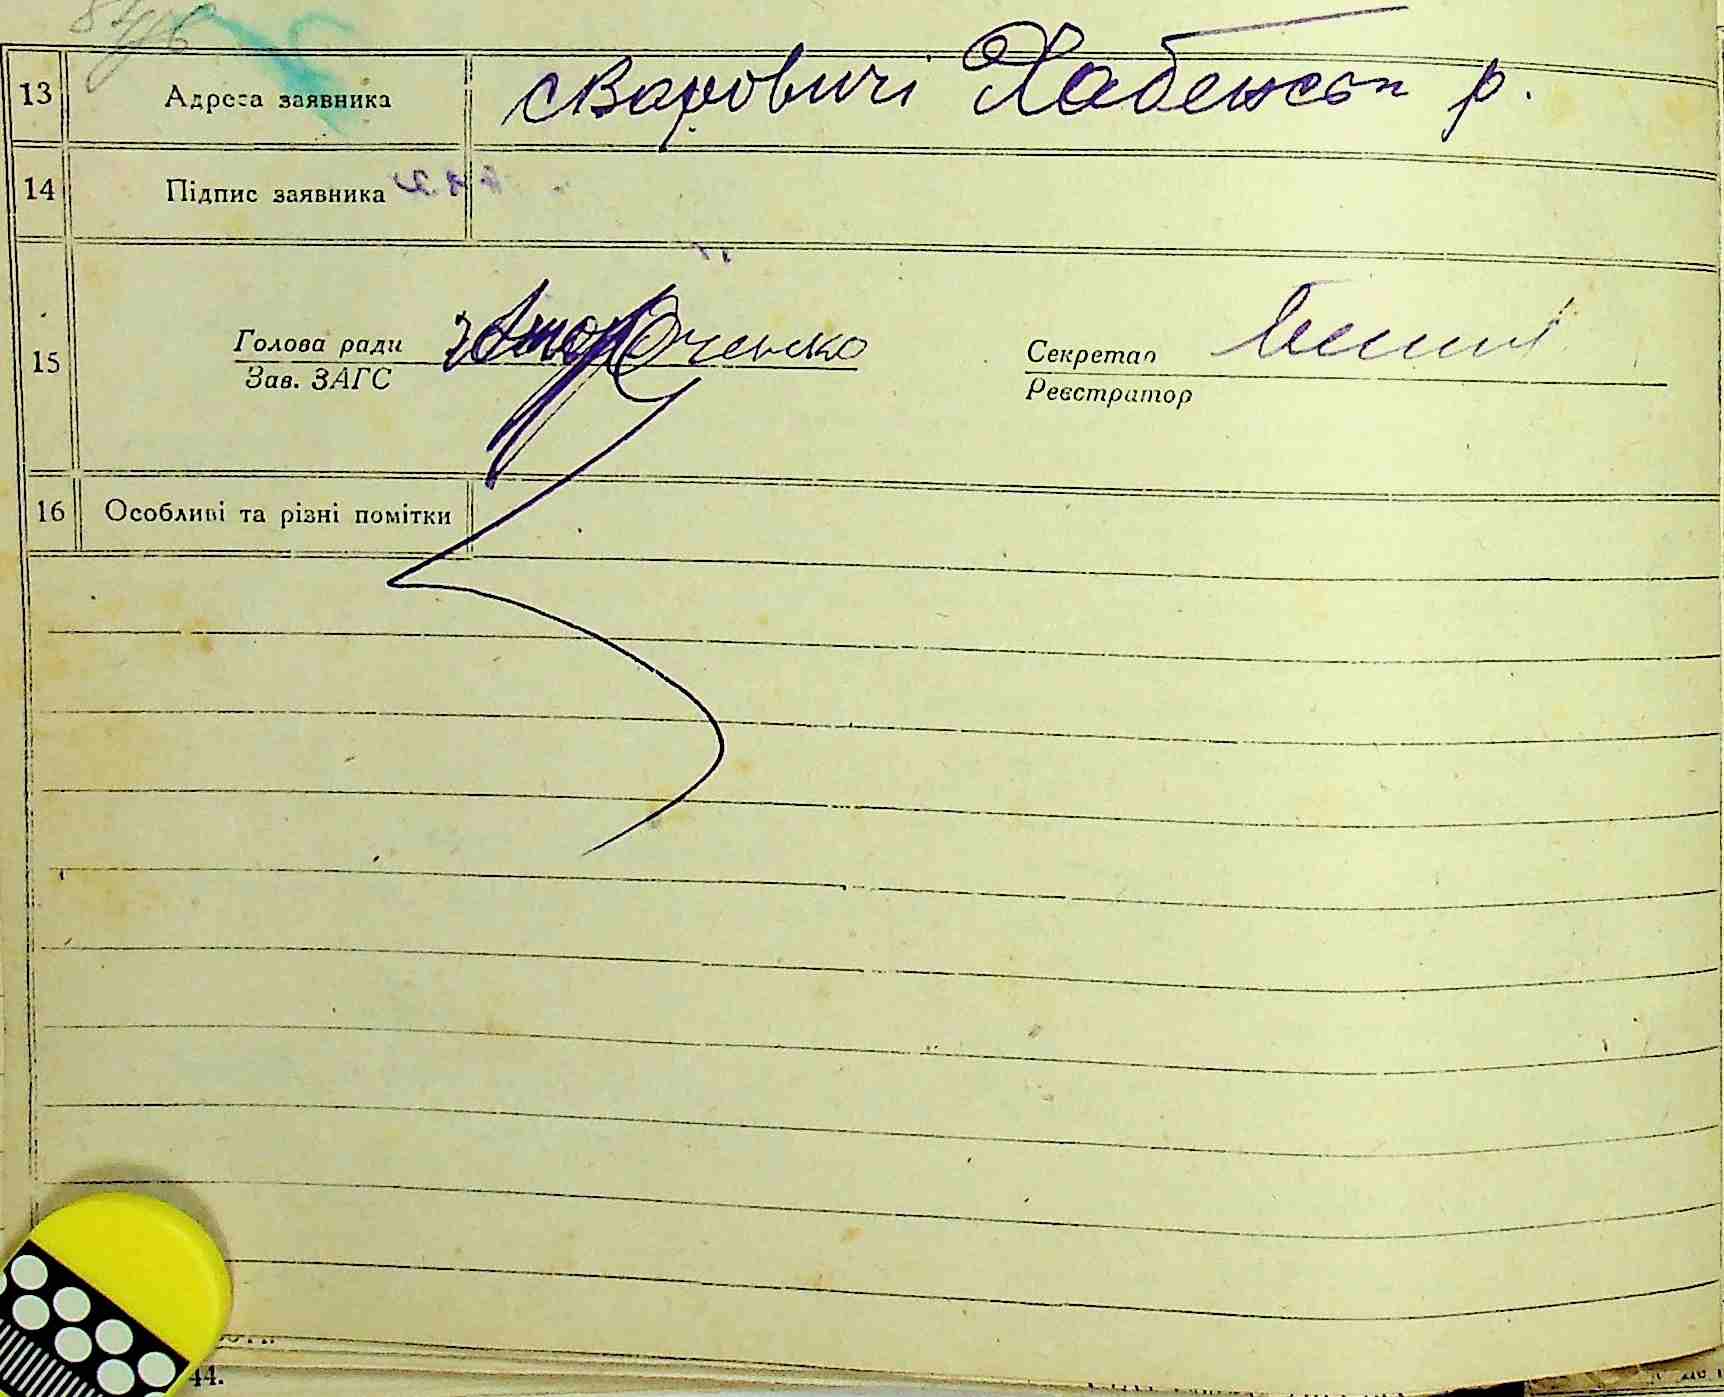 13 Адреса заявника с Варовичі Хабенськ р.
14 Підпис заявника
15 Голова ради
Зав. ЗАГС
Секретар
Реєстратор
16 Особливі та різні помітки
44.